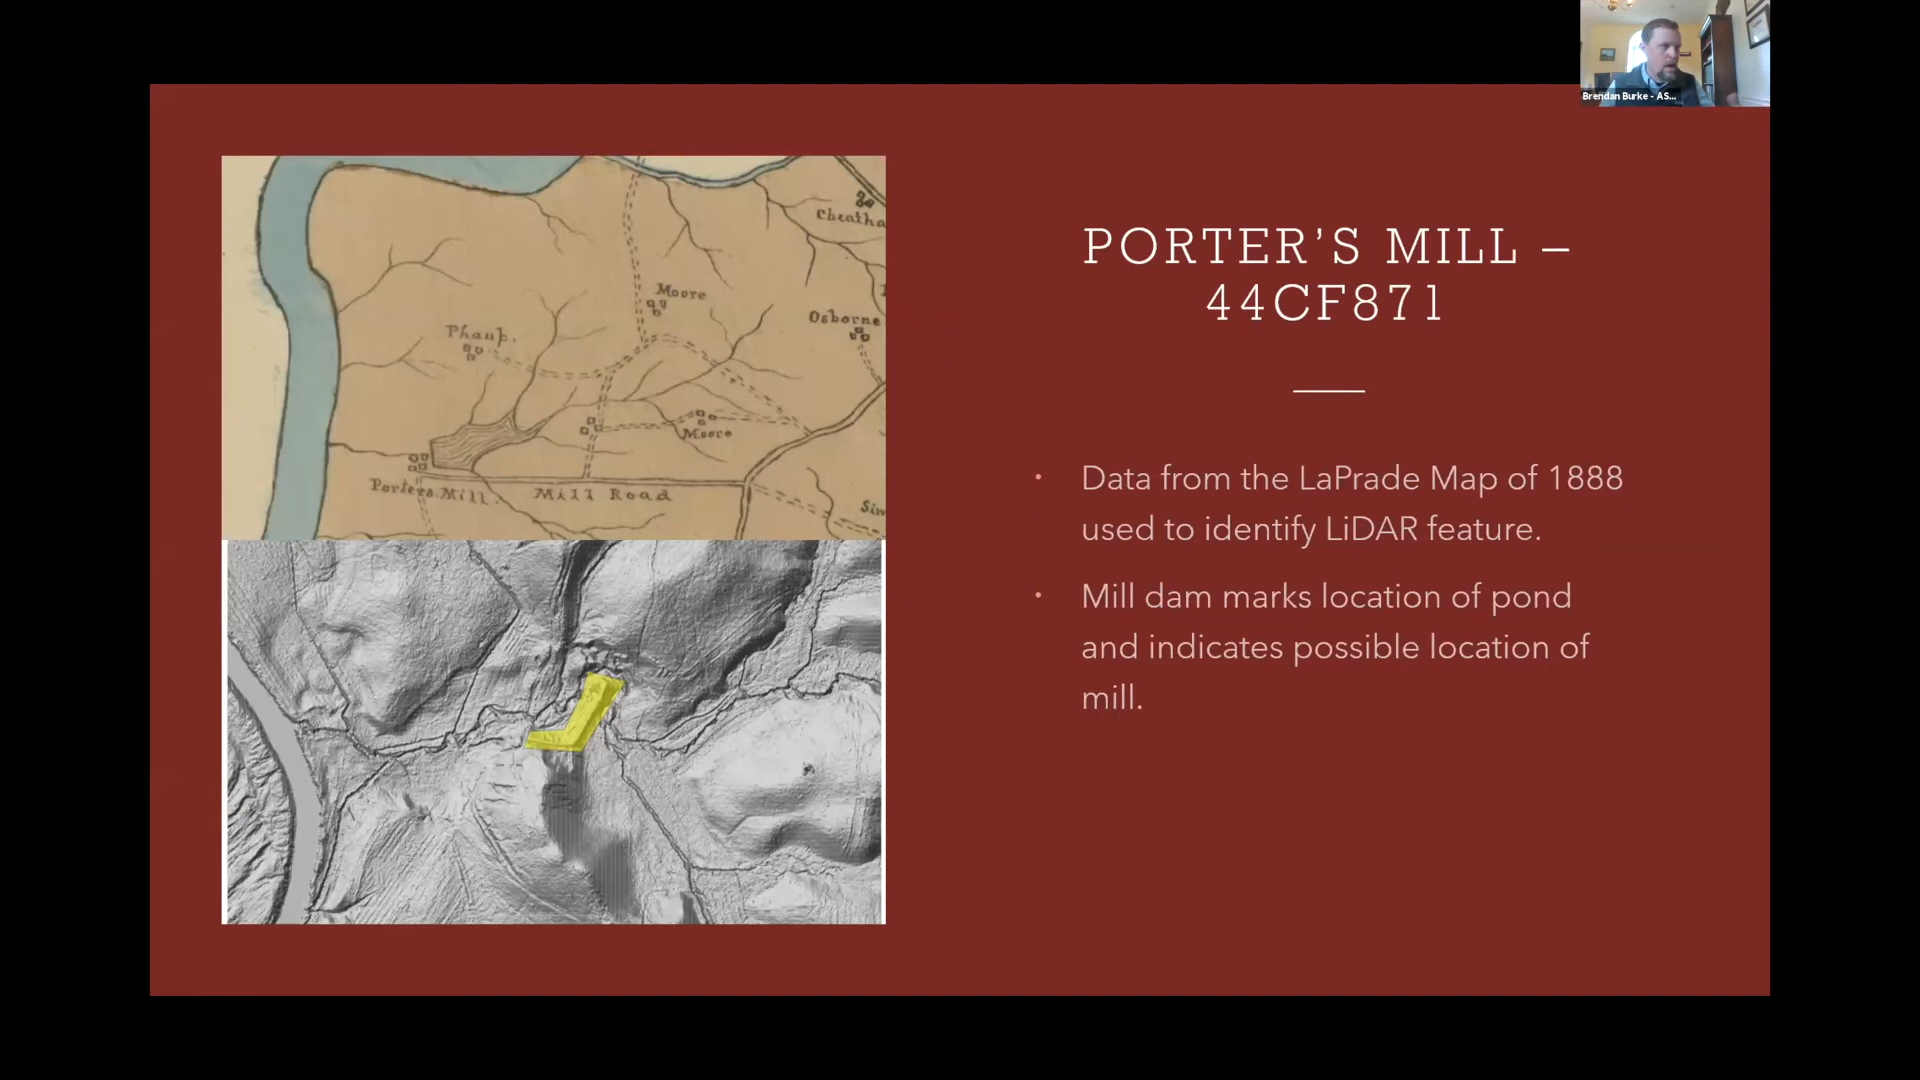 Brendan Burke - AS...
Cheatha
Moore
Osborne
Phaup.
Moore
Porters Mill.
Mill Road
Sim
PORTER'S MILL –
44CF871
• Data from the LaPrade Map of 1888
used to identify LiDAR feature.
• Mill dam marks location of pond
and indicates possible location of
mill.